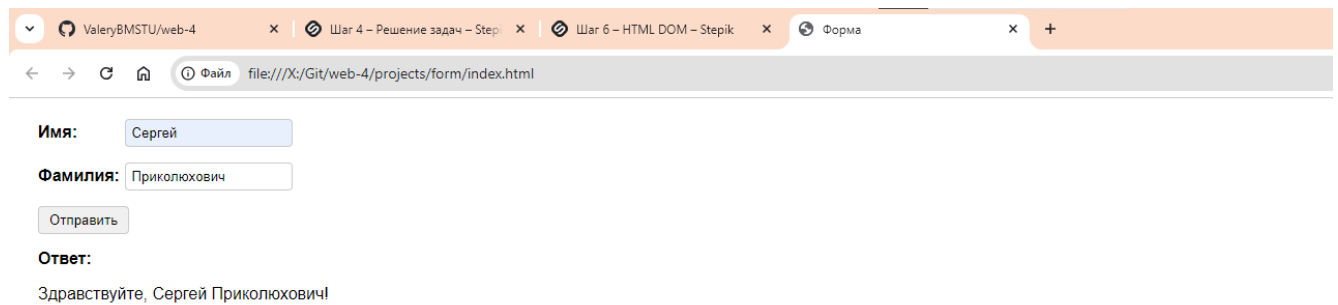 ValeryBMSTU/web-4
Шаг 4 – Решение задач – Step
Шаг 6 – HTML DOM – Stepik
Форма
Файл file:///X:/Git/web-4/projects/form/index.html
Имя: Сергей
Фамилия: Приколюхович
Отправить
Ответ:
Здравствуйте, Сергей Приколюхович!